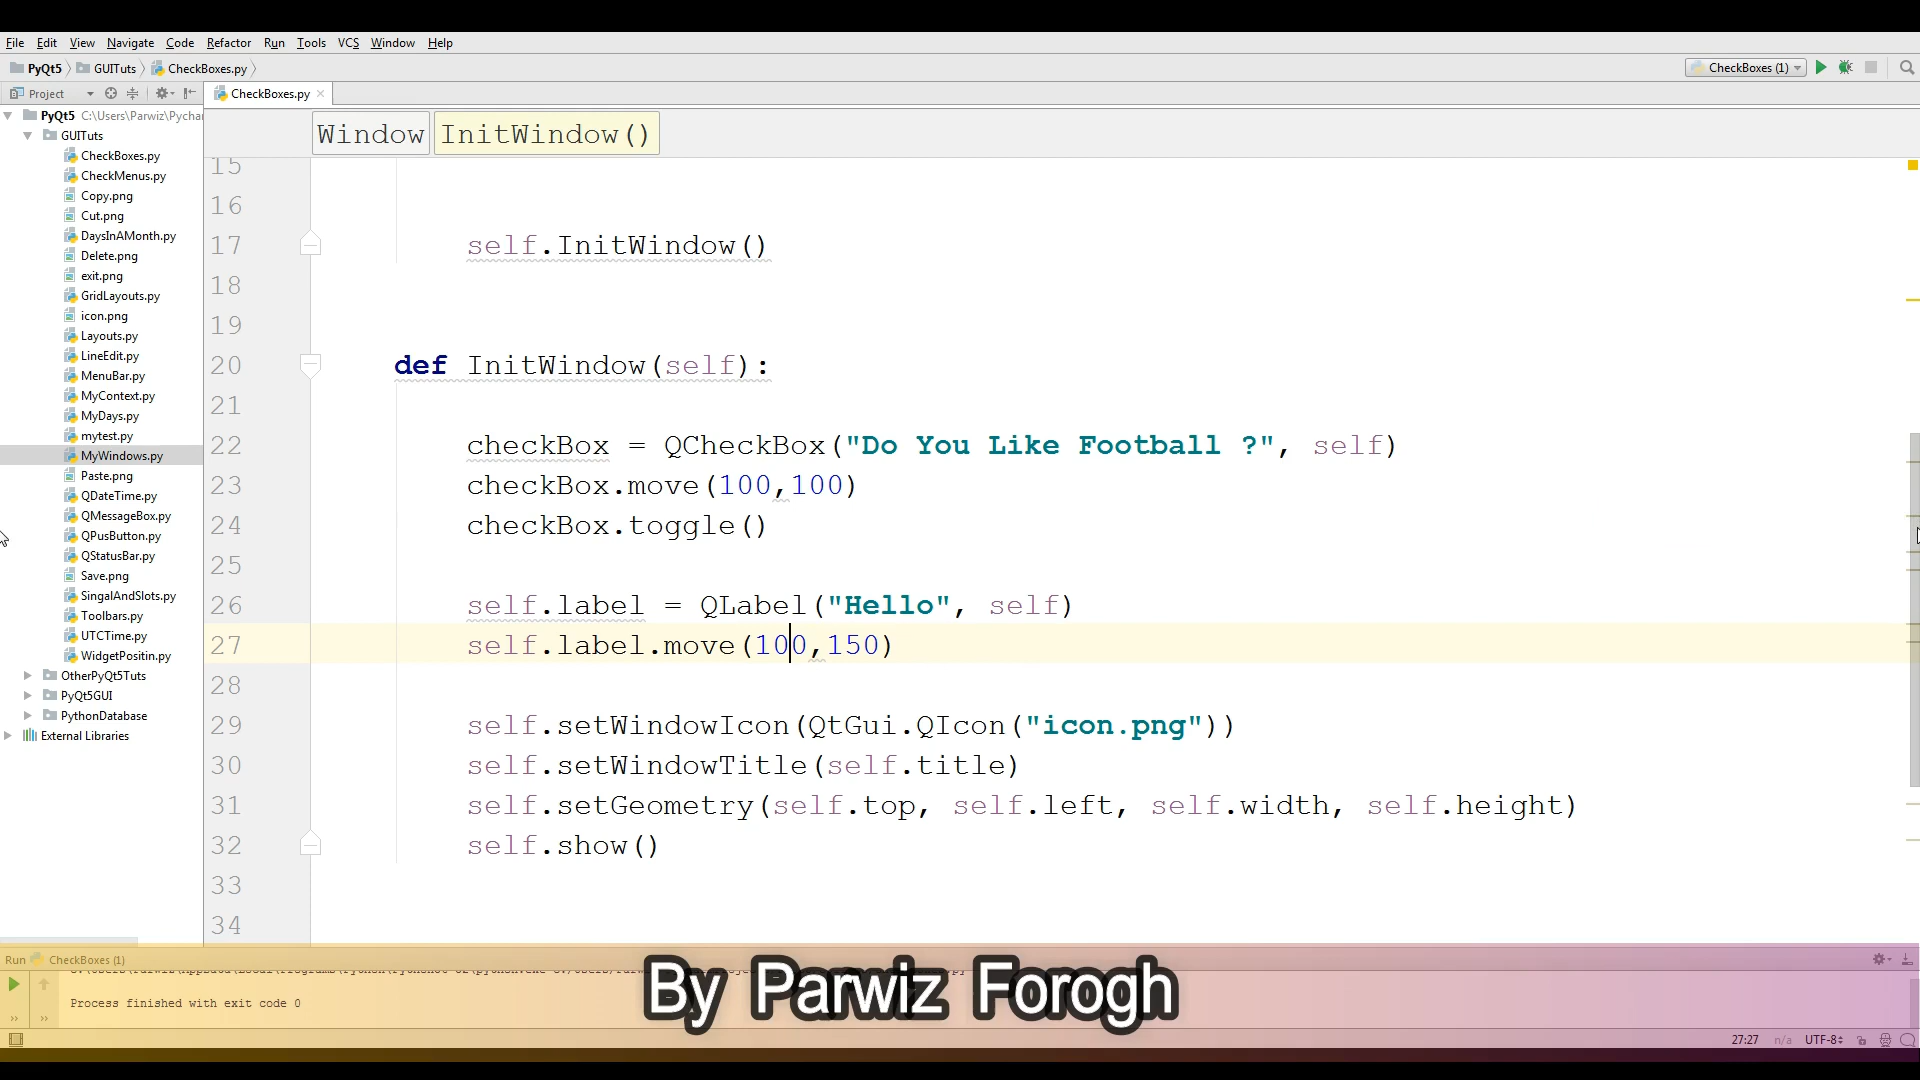 File Edit View Navigate Code Refactor Run Tools VCS Window Help
PyQt5 GUITuts CheckBoxes.py
CheckBoxes (1)
Project
CheckBoxes.py
PyQt5 C:\Users\Parwiz\Pychar
GUITuts
CheckBoxes.py
CheckMenus.py
Copy.png
Cut.png
DaysInAMonth.py
Delete.png
exit.png
GridLayouts.py
icon.png
Layouts.py
LineEdit.py
MenuBar.py
MyContext.py
MyDays.py
mytest.py
MyWindows.py
Paste.png
QDateTime.py
QMessageBox.py
QPusButton.py
QStatusBar.py
Save.png
SingalAndSlots.py
Toolbars.py
UTCTime.py
WidgetPositin.py
OtherPyQt5Tuts
PyQt5GUI
PythonDatabase
External Libraries
Window InitWindow()
15
16
17 self.InitWindow()
18
19
20 def InitWindow(self):
21
22 checkBox = QCheckBox("Do You Like Football ?", self)
23 checkBox.move(100,100)
24 checkBox.toggle()
25
26 self.label = QLabel("Hello", self)
27 self.label.move(100,150)
28
29 self.setWindowIcon(QtGui.QIcon("icon.png"))
30 self.setWindowTitle(self.title)
31 self.setGeometry(self.top, self.left, self.width, self.height)
32 self.show()
33
34
Run CheckBoxes (1)
Process finished with exit code 0
By Parwiz Forogh
27:27 n/a UTF-8